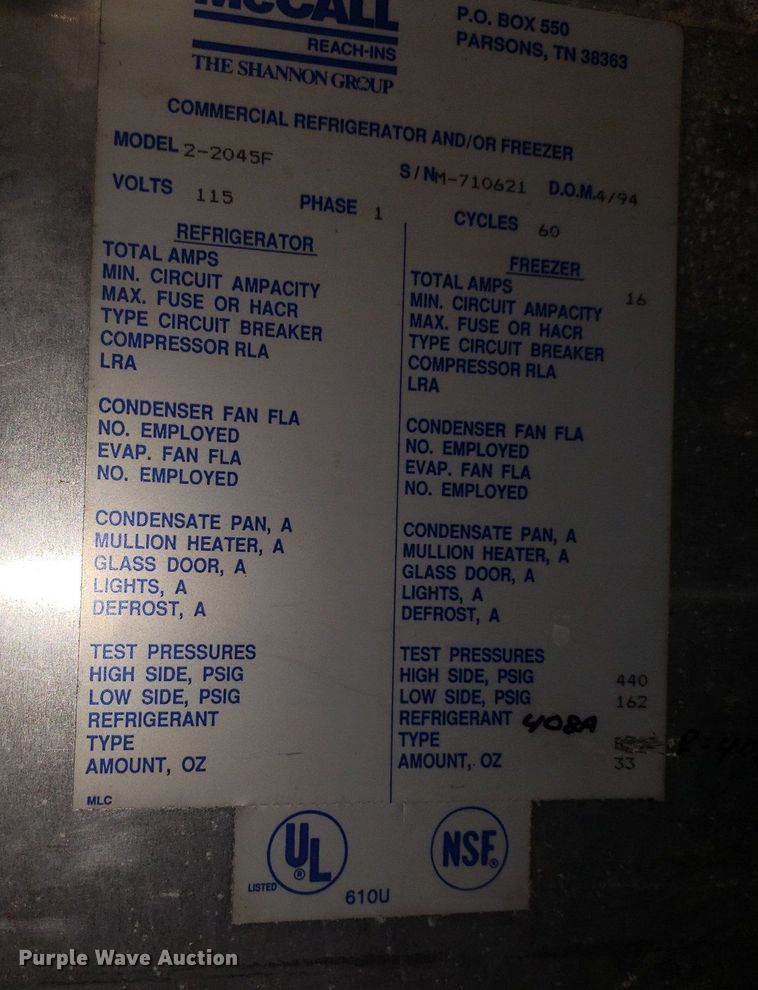 McCALL
REACH-INS
THE SHANNON GROUP
P.O. BOX 550
PARSONS, TN 38363
COMMERCIAL REFRIGERATOR AND/OR FREEZER
MODEL 2-2045F
S/N M-710621 D.O.M. 4/94
VOLTS 115 PHASE 1 CYCLES 60
REFRIGERATOR
TOTAL AMPS
MIN. CIRCUIT AMPACITY
MAX. FUSE OR HACR
TYPE CIRCUIT BREAKER
COMPRESSOR RLA
LRA
CONDENSER FAN FLA
NO. EMPLOYED
EVAP. FAN FLA
NO. EMPLOYED
CONDENSATE PAN, A
MULLION HEATER, A
GLASS DOOR, A
LIGHTS, A
DEFROST, A
TEST PRESSURES
HIGH SIDE, PSIG
LOW SIDE, PSIG
REFRIGERANT
TYPE
AMOUNT, OZ
MLC
FREEZER
TOTAL AMPS 16
MIN. CIRCUIT AMPACITY
MAX. FUSE OR HACR
TYPE CIRCUIT BREAKER
COMPRESSOR RLA
LRA
CONDENSER FAN FLA
NO. EMPLOYED
EVAP. FAN FLA
NO. EMPLOYED
CONDENSATE PAN, A
MULLION HEATER, A
GLASS DOOR, A
LIGHTS, A
DEFROST, A
TEST PRESSURES
HIGH SIDE, PSIG 440
LOW SIDE, PSIG 162
REFRIGERANT 408A
TYPE
AMOUNT, OZ 33
UL ®
LISTED
610U
NSF®
Purple Wave Auction